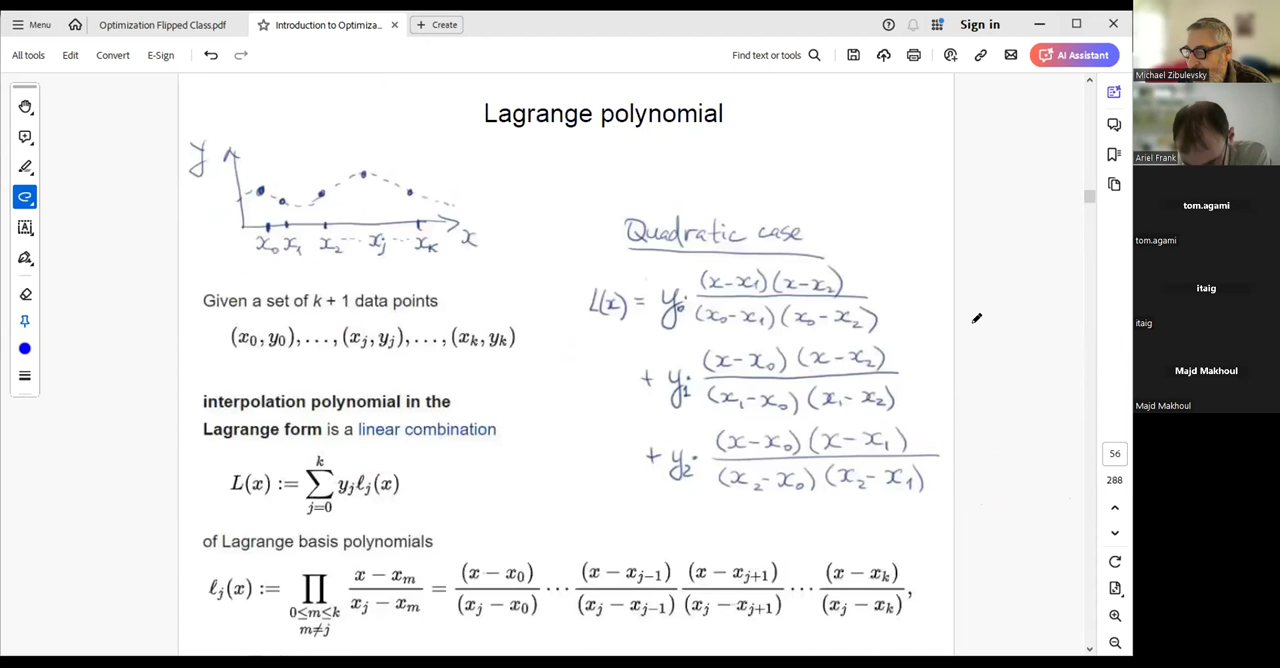 Menu Optimization Flipped Class.pdf Introduction to Optimiza... Create Sign in
All tools Edit Convert E-Sign Find text or tools AI Assistant
Lagrange polynomial
y
x₀ x₁ x₂ ... xⱼ ... xₖ x
Given a set of k + 1 data points
(x₀, y₀), . . . , (xⱼ, yⱼ), . . . , (xₖ, yₖ)
interpolation polynomial in the
Lagrange form is a linear combination
L(x) := ∑_{j=0}^{k} yⱼℓⱼ(x)
of Lagrange basis polynomials
ℓⱼ(x) := ∏_{0≤m≤k, m≠j} (x − xₘ)/(xⱼ − xₘ) = (x − x₀)/(xⱼ − x₀) ⋯ (x − xⱼ₋₁)/(xⱼ − xⱼ₋₁) (x − xⱼ₊₁)/(xⱼ − xⱼ₊₁) ⋯ (x − xₖ)/(xⱼ − xₖ),
Quadratic case
L(x) = y₀· (x−x₁)(x−x₂)/(x₀−x₁)(x₀−x₂)
+ y₁· (x−x₀)(x−x₂)/(x₁−x₀)(x₁−x₂)
+ y₂· (x−x₀)(x−x₁)/(x₂−x₀)(x₂−x₁)
56
288
Michael Zibulevsky
Ariel Frank
tom.agami
tom.agami
itaig
itaig
Majd Makhoul
Majd Makhoul